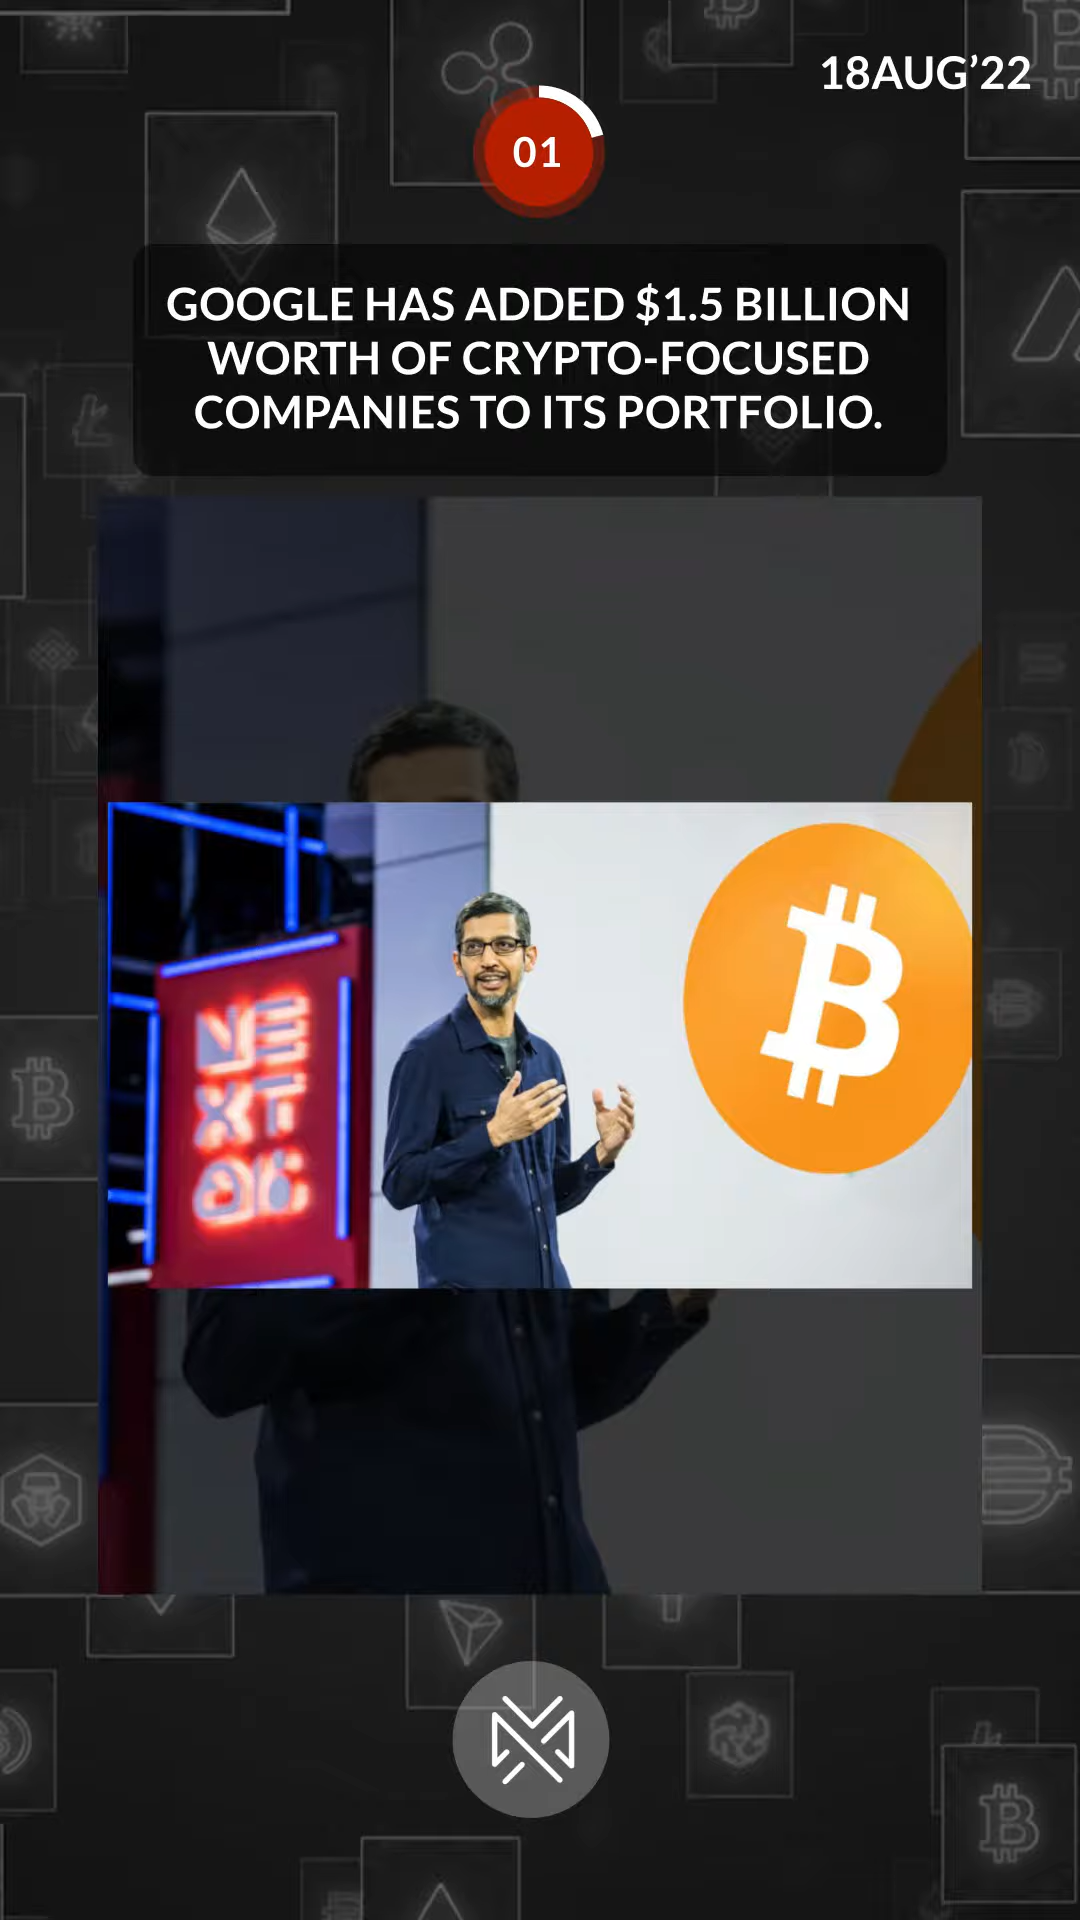 18AUG’22
01
GOOGLE HAS ADDED $1.5 BILLION
WORTH OF CRYPTO-FOCUSED
COMPANIES TO ITS PORTFOLIO.
NE
XT